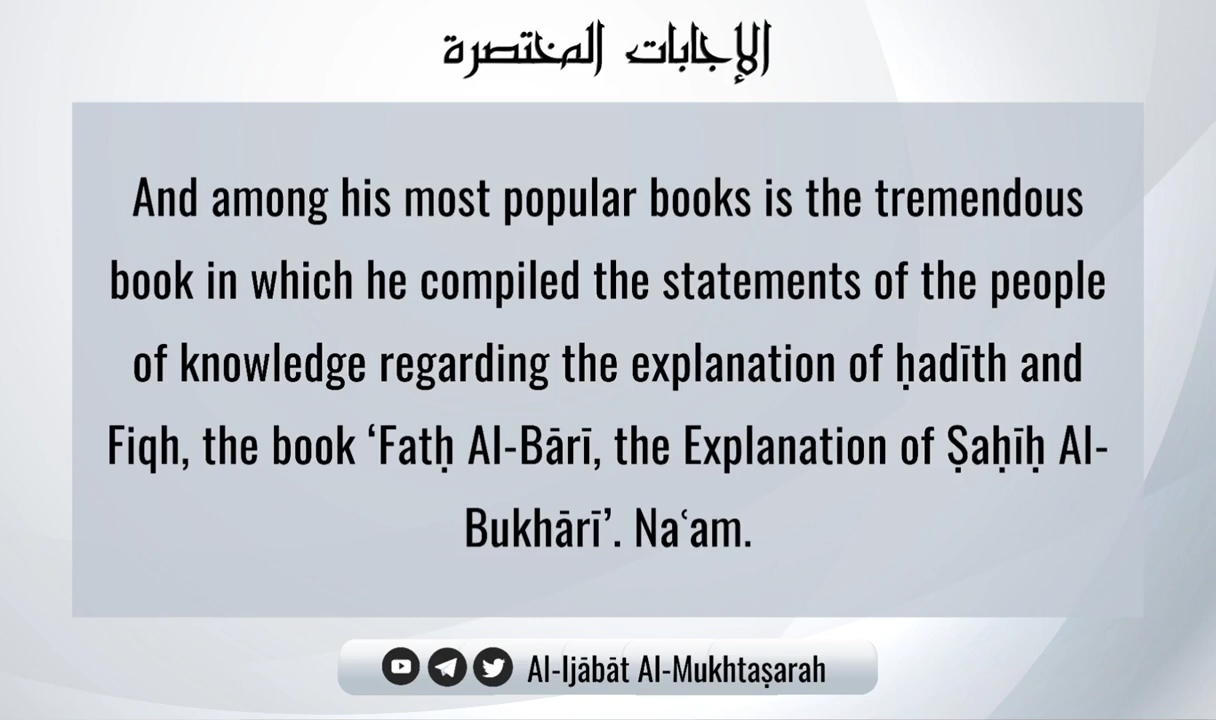 الإجابات المختصرة
And among his most popular books is the tremendous
book in which he compiled the statements of the people
of knowledge regarding the explanation of ḥadīth and
Fiqh, the book ‘Fatḥ Al-Bārī, the Explanation of Ṣaḥīḥ Al-
Bukhārī’. Naʿam.
Al-Ijābāt Al-Mukhtaṣarah